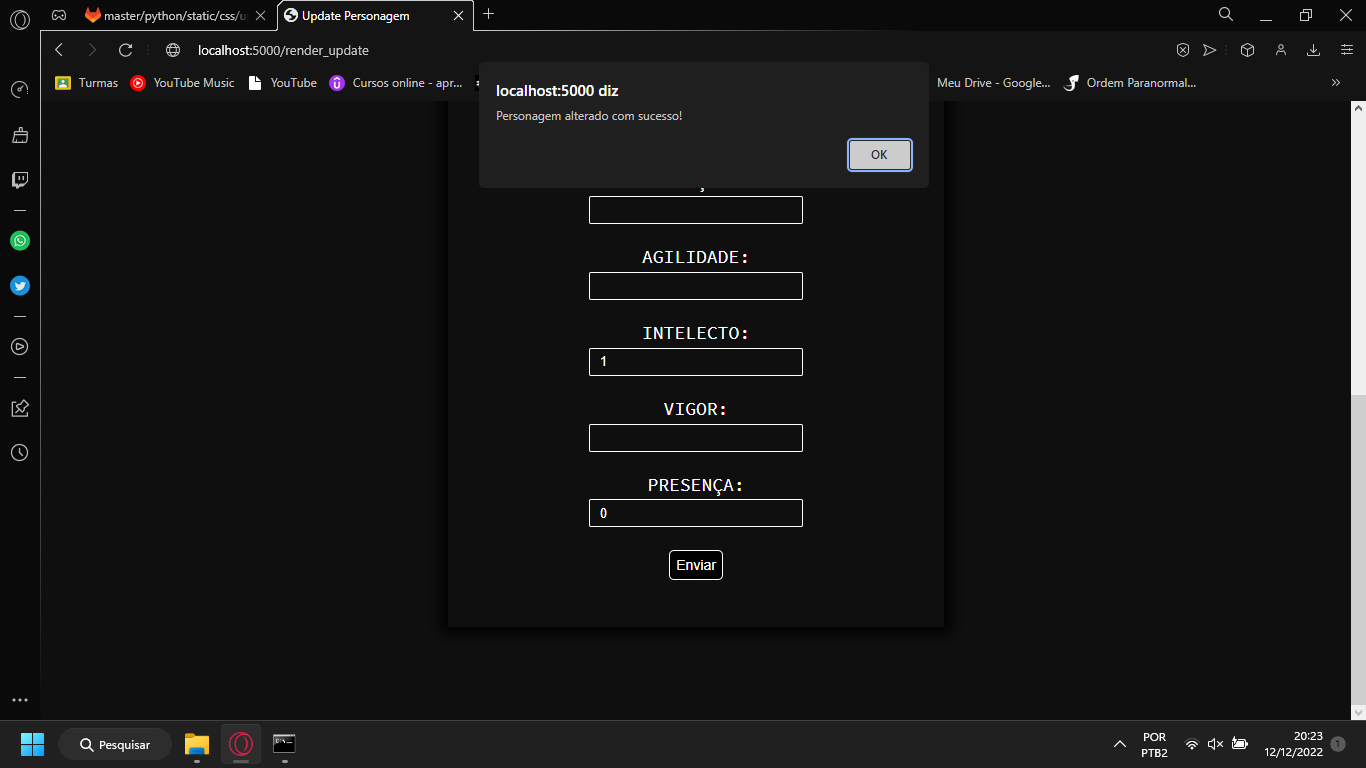 master/python/static/css/u
Update Personagem
localhost:5000/render_update
Turmas
YouTube Music
YouTube
Cursos online - apr...
Meu Drive - Google...
Ordem Paranormal...
localhost:5000 diz
Personagem alterado com sucesso!
OK
AGILIDADE:
INTELECTO:
1
VIGOR:
PRESENÇA:
0
Enviar
Pesquisar
POR
PTB2
20:23
12/12/2022
1